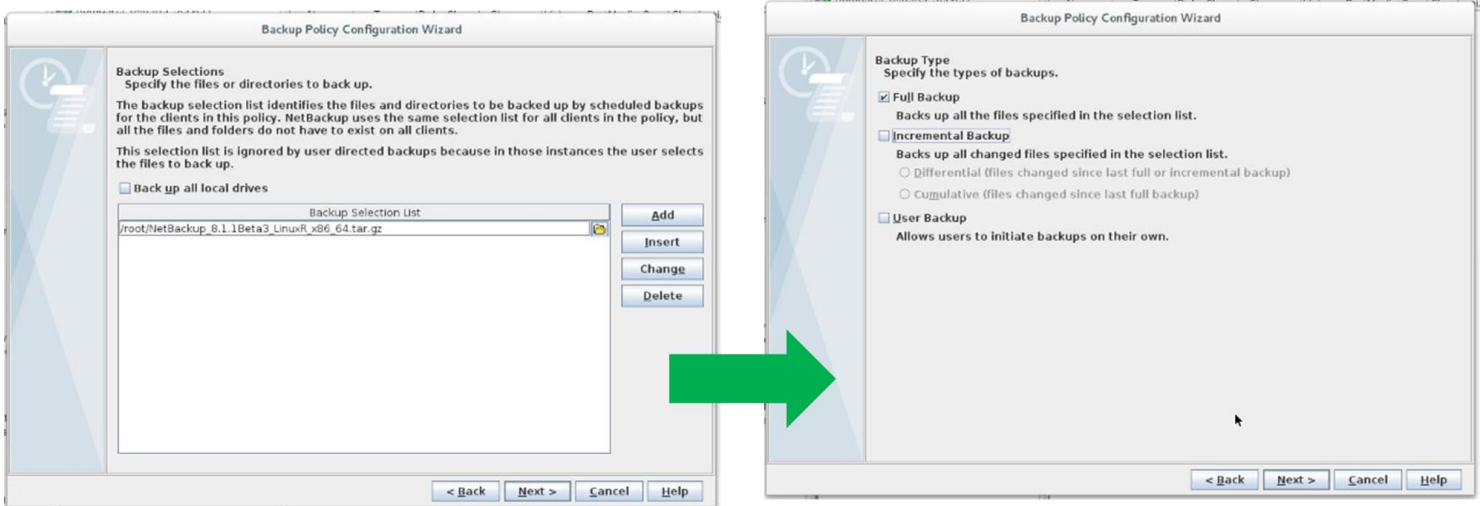 Backup Policy Configuration Wizard
Backup Selections
Specify the files or directories to back up.
The backup selection list identifies the files and directories to be backed up by scheduled backups
for the clients in this policy. NetBackup uses the same selection list for all clients in the policy, but
all the files and folders do not have to exist on all clients.
This selection list is ignored by user directed backups because in those instances the user selects
the files to back up.
Back up all local drives
Backup Selection List
/root/NetBackup_8.1.1Beta3_LinuxR_x86_64.tar.gz
Add
Insert
Change
Delete
< Back Next > Cancel Help
Backup Policy Configuration Wizard
Backup Type
Specify the types of backups.
Full Backup
Backs up all the files specified in the selection list.
Incremental Backup
Backs up all changed files specified in the selection list.
Differential (files changed since last full or incremental backup)
Cumulative (files changed since last full backup)
User Backup
Allows users to initiate backups on their own.
< Back Next > Cancel Help